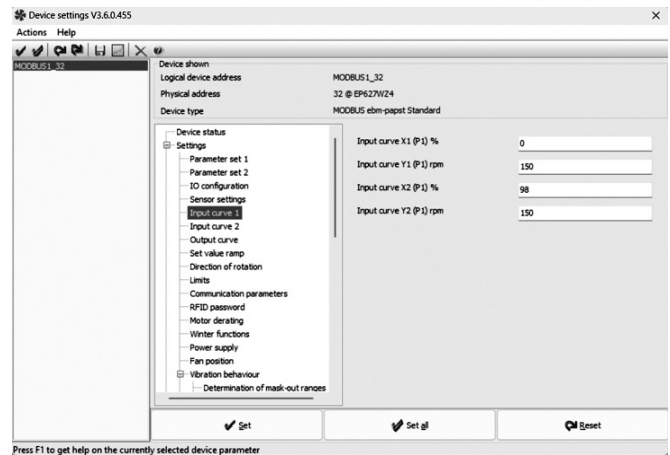 Device settings V3.6.0.455
Actions Help
MODBUS1_32
Device shown
Logical device address MODBUS1_32
Physical address 32 @ EP627WZ4
Device type MODBUS ebm-papst Standard
Device status
Settings
Parameter set 1
Parameter set 2
IO configuration
Sensor settings
Input curve 1
Input curve 2
Output curve
Set value ramp
Direction of rotation
Limits
Communication parameters
RFID password
Motor derating
Winter functions
Power supply
Fan position
Vibration behaviour
Determination of mask-out ranges
Input curve X1 (P1) % 0
Input curve Y1 (P1) rpm 150
Input curve X2 (P1) % 98
Input curve Y2 (P1) rpm 150
Set Set all Reset
Press F1 to get help on the currently selected device parameter